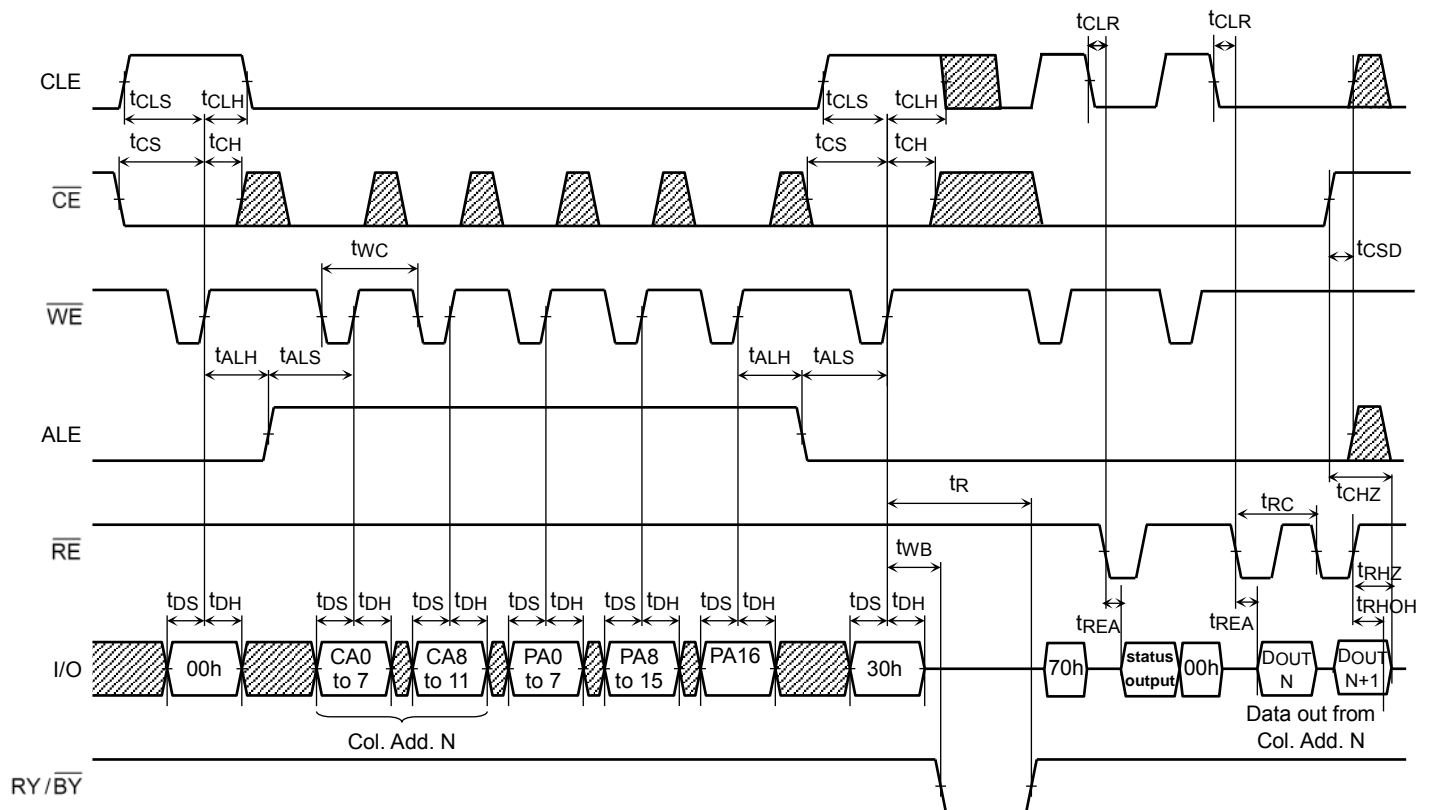 tCLR tCLR
CLE
tCLS tCLH tCLS tCLH
tCS tCH tCS tCH
CE
tWC tCSD
WE
tALH tALS tALH tALS
ALE
tR tCHZ
tRC
RE
tWB
tRHZ
tDS tDH tDS tDH tDS tDH tDS tDH tDS tDH tDS tDH tDS tDH tRHOH
tREA tREA
I/O
00h
CA0
to 7
CA8
to 11
PA0
to 7
PA8
to 15
PA16
30h
70h
status
output
00h
DOUT
N
DOUT
N+1
Col. Add. N
Data out from
Col. Add. N
RY/BY